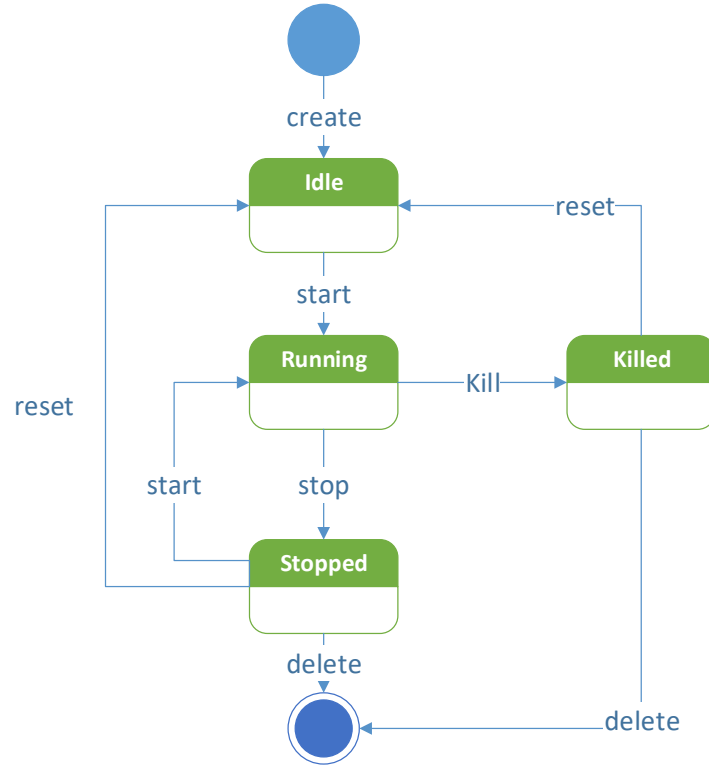 create
Idle
reset
start
Running
Kill
Killed
reset
start
stop
Stopped
delete
delete